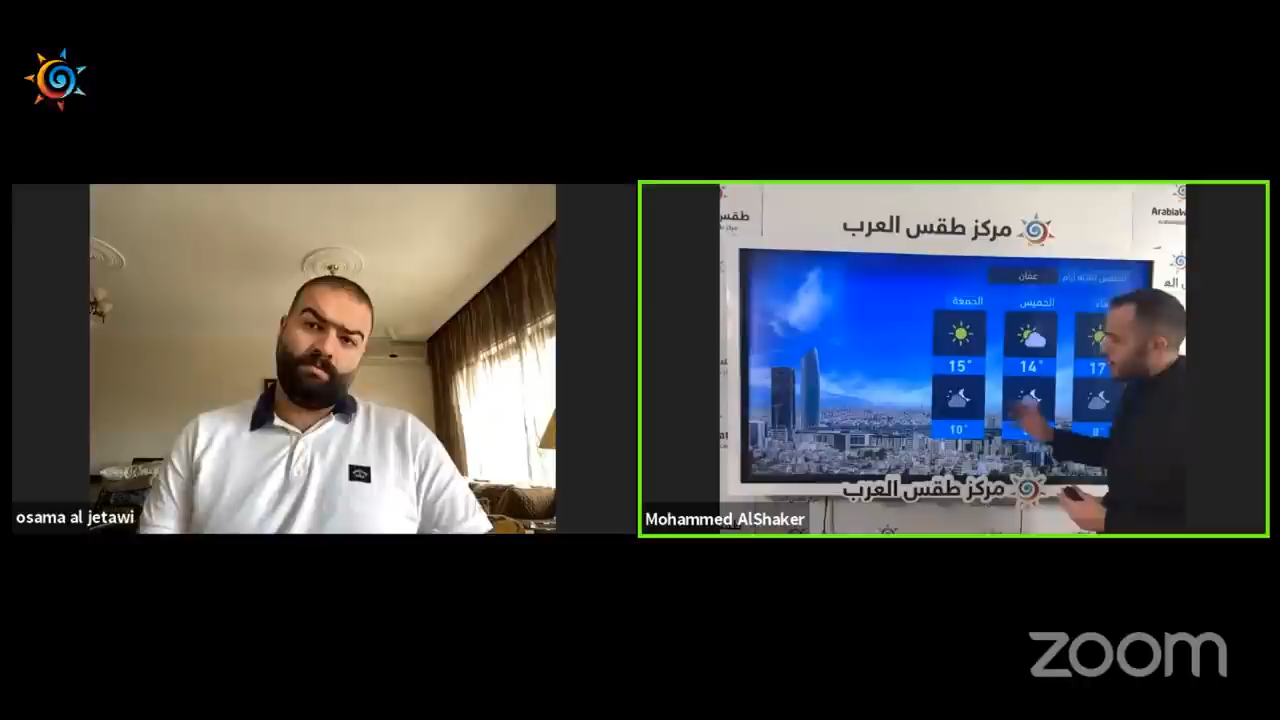 طقس
مركز طقس العرب
عمّان
الجمعة
الخميس
15°
14°
17
10°
8°
مركز طقس العرب
osama al jetawi
Mohammed AlShaker
zoom